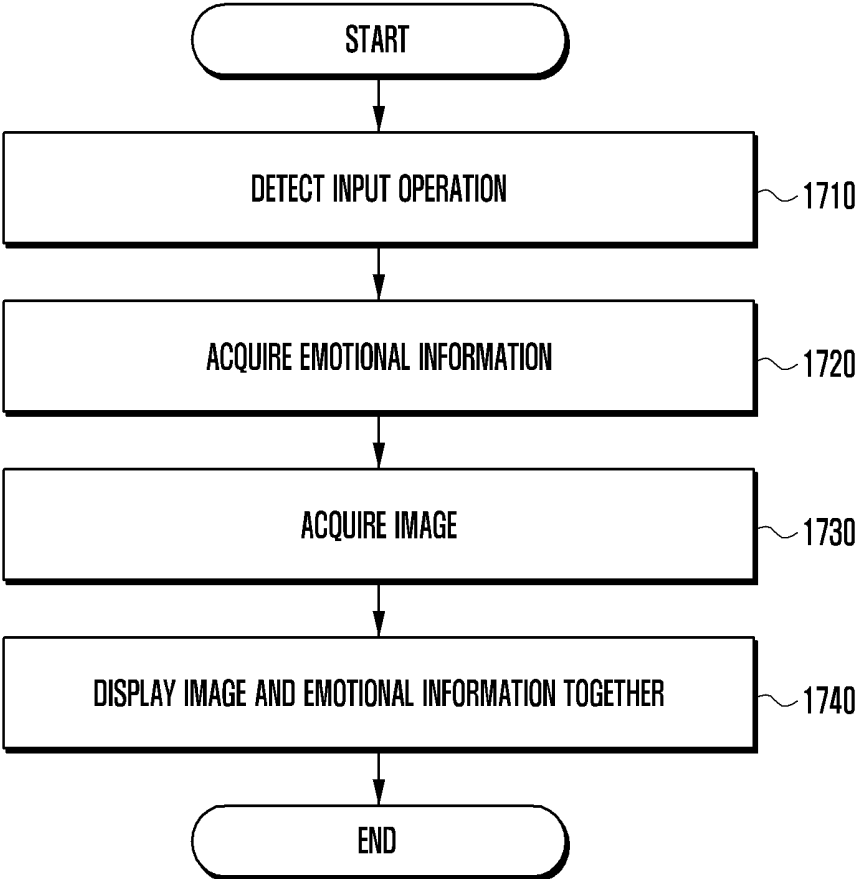 START
DETECT INPUT OPERATION
1710
ACQUIRE EMOTIONAL INFORMATION
1720
ACQUIRE IMAGE
1730
DISPLAY IMAGE AND EMOTIONAL INFORMATION TOGETHER
1740
END